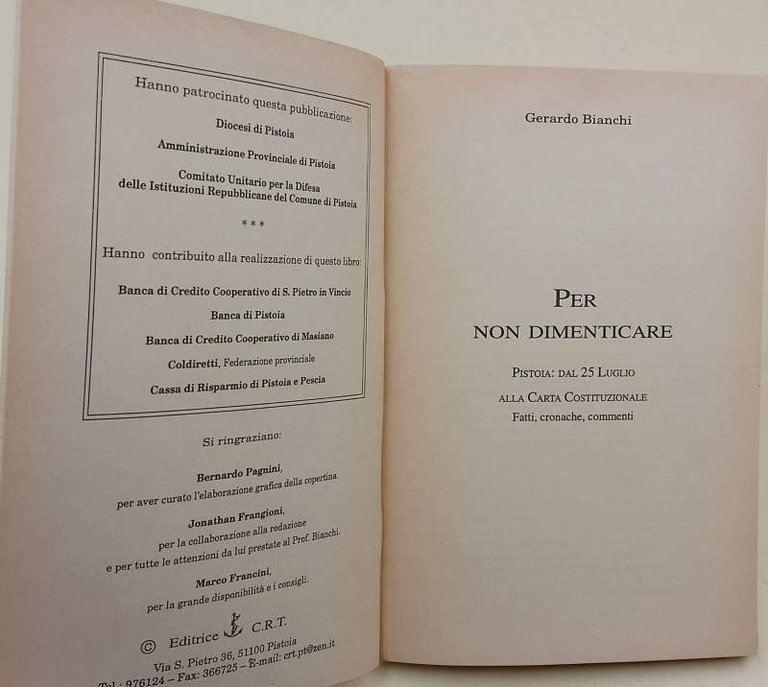 Hanno patrocinato questa pubblicazione:
Diocesi di Pistoia
Amministrazione Provinciale di Pistoia
Comitato Unitario per la Difesa
delle Istituzioni Repubblicane del Comune di Pistoia
***
Hanno contribuito alla realizzazione di questo libro:
Banca di Credito Cooperativo di S. Pietro in Vincio
Banca di Pistoia
Banca di Credito Cooperativo di Masiano
Coldiretti, Federazione provinciale
Cassa di Risparmio di Pistoia e Pescia
Si ringraziano:
Bernardo Pagnini,
per aver curato l'elaborazione grafica della copertina.
Jonathan Frangioni,
per la collaborazione alla redazione
e per tutte le attenzioni da lui prestate al Prof. Bianchi.
Marco Francini,
per la grande disponibilità e i consigli.
© Editrice C.R.T.
Via S. Pietro 36, 51100 Pistoia
Tel.: 976124 – Fax: 366725 – E-mail: crt.pt@zen.it
Gerardo Bianchi
PER
NON DIMENTICARE
PISTOIA: DAL 25 LUGLIO
ALLA CARTA COSTITUZIONALE
Fatti, cronache, commenti